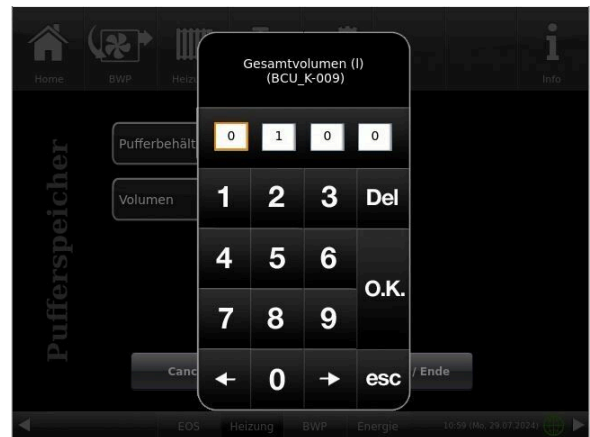 Home
BWP
Heizu
Info
Gesamtvolumen (l)
(BCU_K-009)
0 1 0 0
Pufferspeicher
Pufferbehält
Volumen
1 2 3 Del
4 5 6
O.K.
7 8 9
← 0 → esc
Canc
/ Ende
EOS Heizung BWP Energie 10:59 (Mo, 29.07.2024)